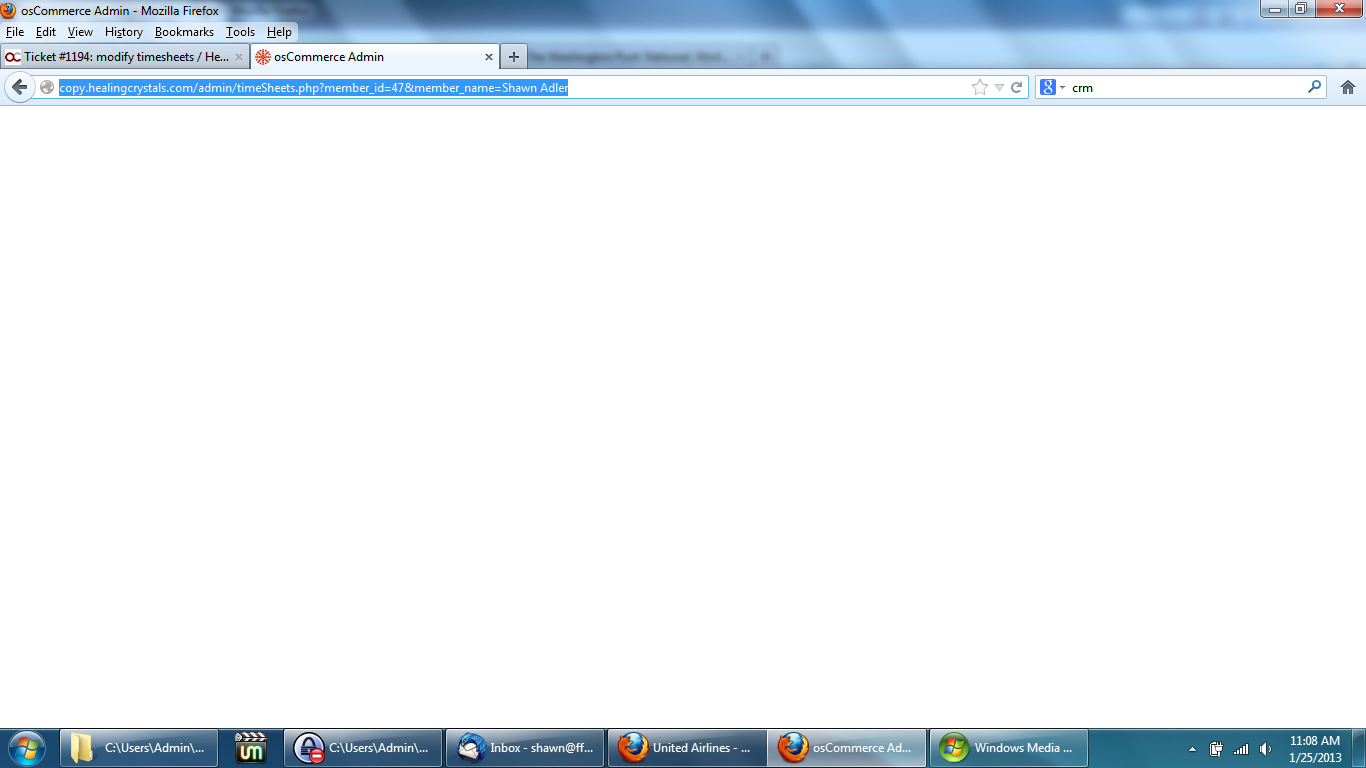 osCommerce Admin - Mozilla Firefox
File Edit View History Bookmarks Tools Help
Ticket #1194: modify timesheets / He... osCommerce Admin
copy.healingcrystals.com/admin/timeSheets.php?member_id=47&member_name=Shawn Adler crm
C:\Users\Admin\... C:\Users\Admin\... Inbox - shawn@ff... United Airlines - ... osCommerce Ad... Windows Media ... 11:08 AM
1/25/2013